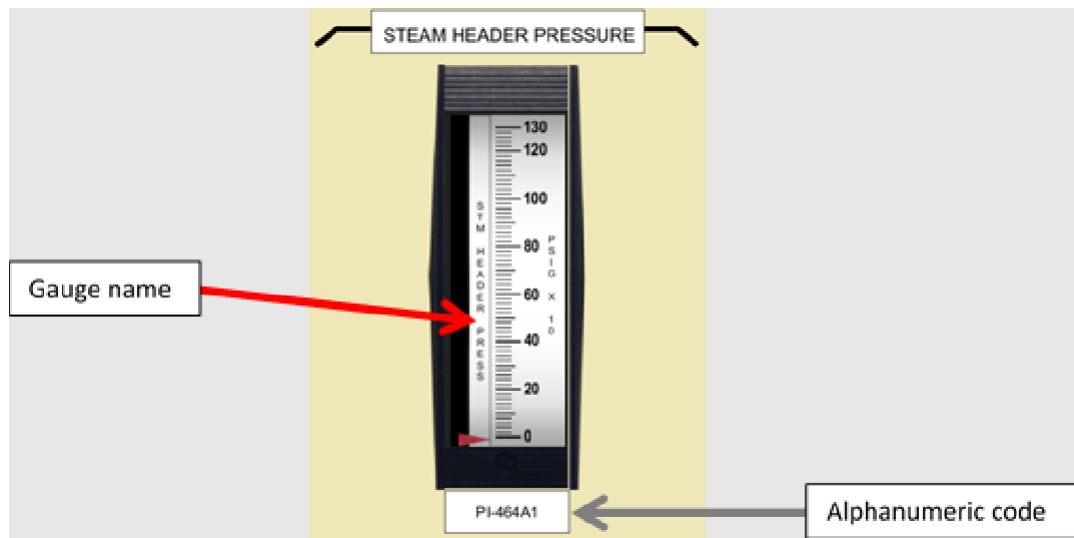 STEAM HEADER PRESSURE
130
120
100
80
60
40
20
0
STM HEADER PRESS
PSIG X 10
Gauge name
PI-464A1
Alphanumeric code